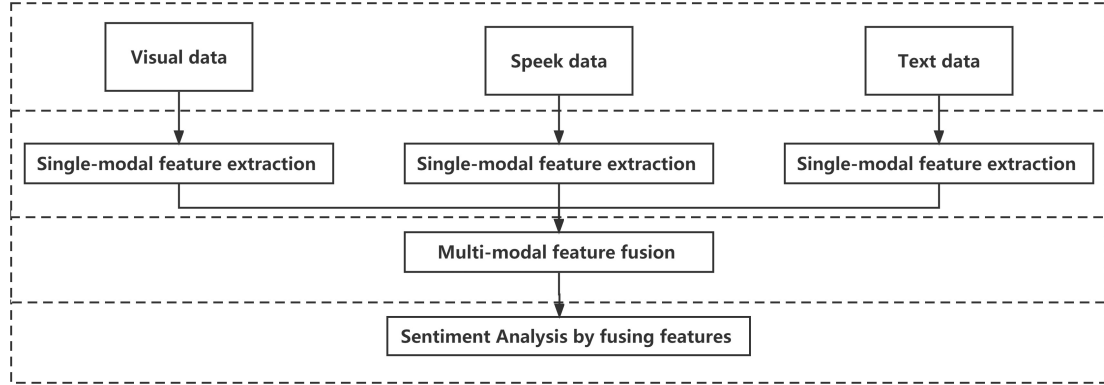 Visual data
Speek data
Text data
Single-modal feature extraction
Single-modal feature extraction
Single-modal feature extraction
Multi-modal feature fusion
Sentiment Analysis by fusing features